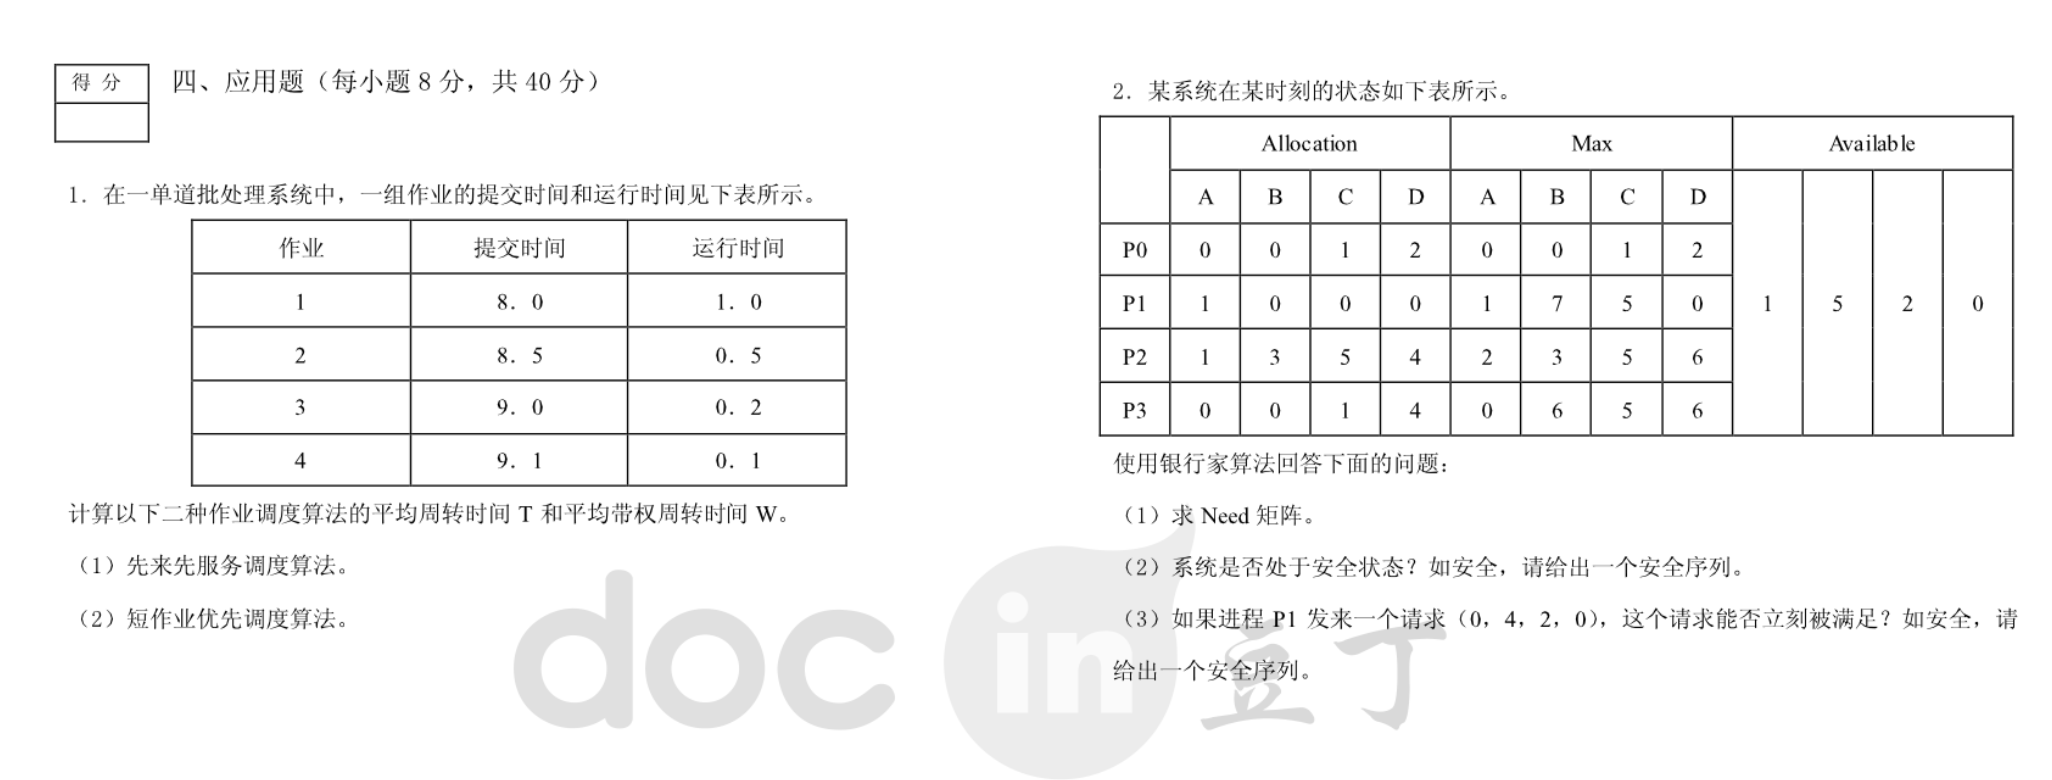 得 分
四、应用题（每小题 8 分，共 40 分）
1．在一单道批处理系统中，一组作业的提交时间和运行时间见下表所示。
作业 提交时间 运行时间
1 8．0 1．0
2 8．5 0．5
3 9．0 0．2
4 9．1 0．1
计算以下二种作业调度算法的平均周转时间 T 和平均带权周转时间 W。
（1）先来先服务调度算法。
（2）短作业优先调度算法。
2．某系统在某时刻的状态如下表所示。
Allocation Max Available
A B C D A B C D
P0 0 0 1 2 0 0 1 2
P1 1 0 0 0 1 7 5 0 1 5 2 0
P2 1 3 5 4 2 3 5 6
P3 0 0 1 4 0 6 5 6
使用银行家算法回答下面的问题：
（1）求 Need 矩阵。
（2）系统是否处于安全状态？如安全，请给出一个安全序列。
（3）如果进程 P1 发来一个请求（0，4，2，0），这个请求能否立刻被满足？如安全，请
给出一个安全序列。
doc in 豆丁